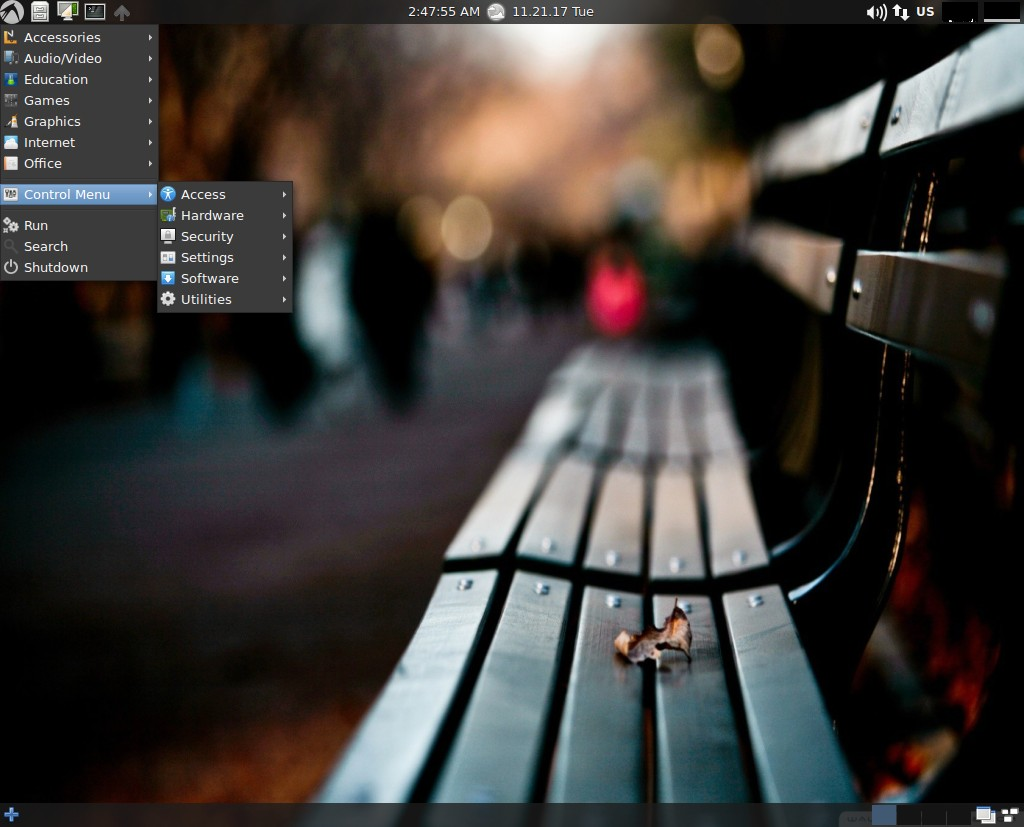 2:47:55 AM 11.21.17 Tue US
Accessories
Audio/Video
Education
Games
Graphics
Internet
Office
Control Menu
Run
Search
Shutdown
Access
Hardware
Security
Settings
Software
Utilities